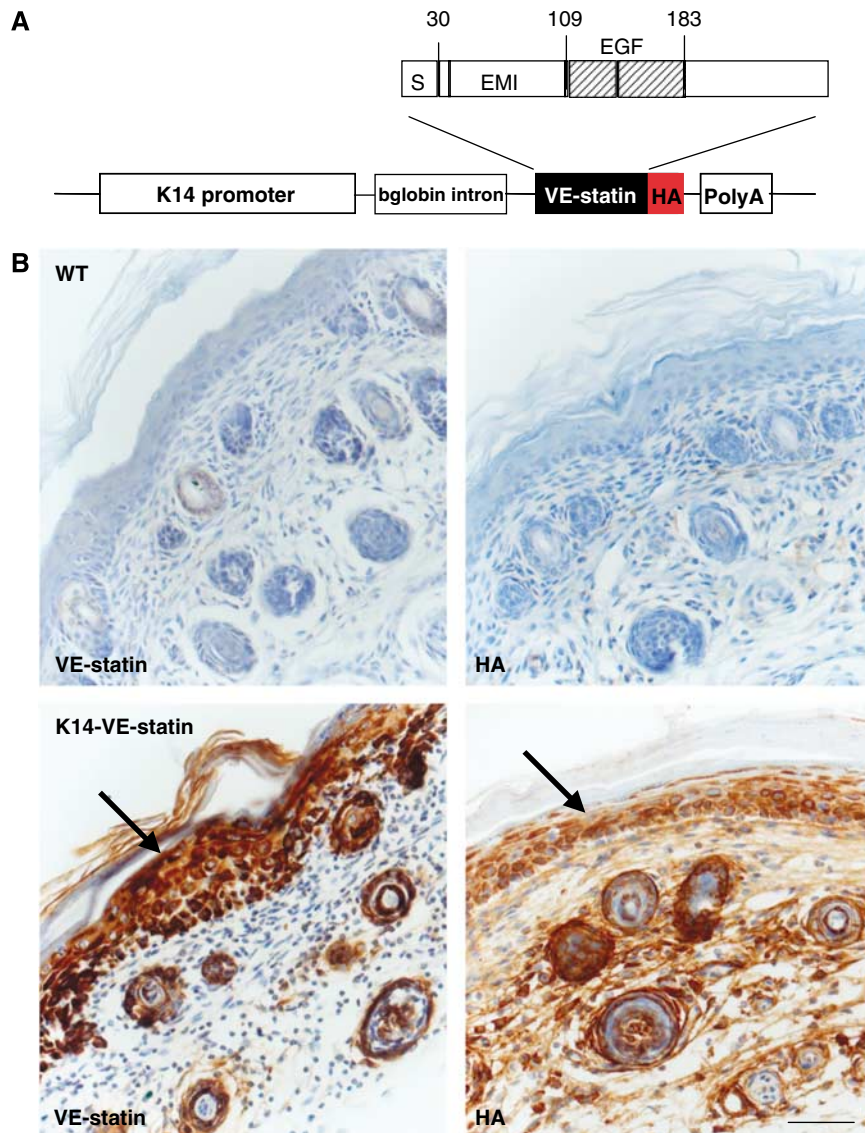 A
30 109 183
EGF
S EMI
K14 promoter bglobin intron VE-statin HA PolyA
B
WT
VE-statin HA
K14-VE-statin
VE-statin HA